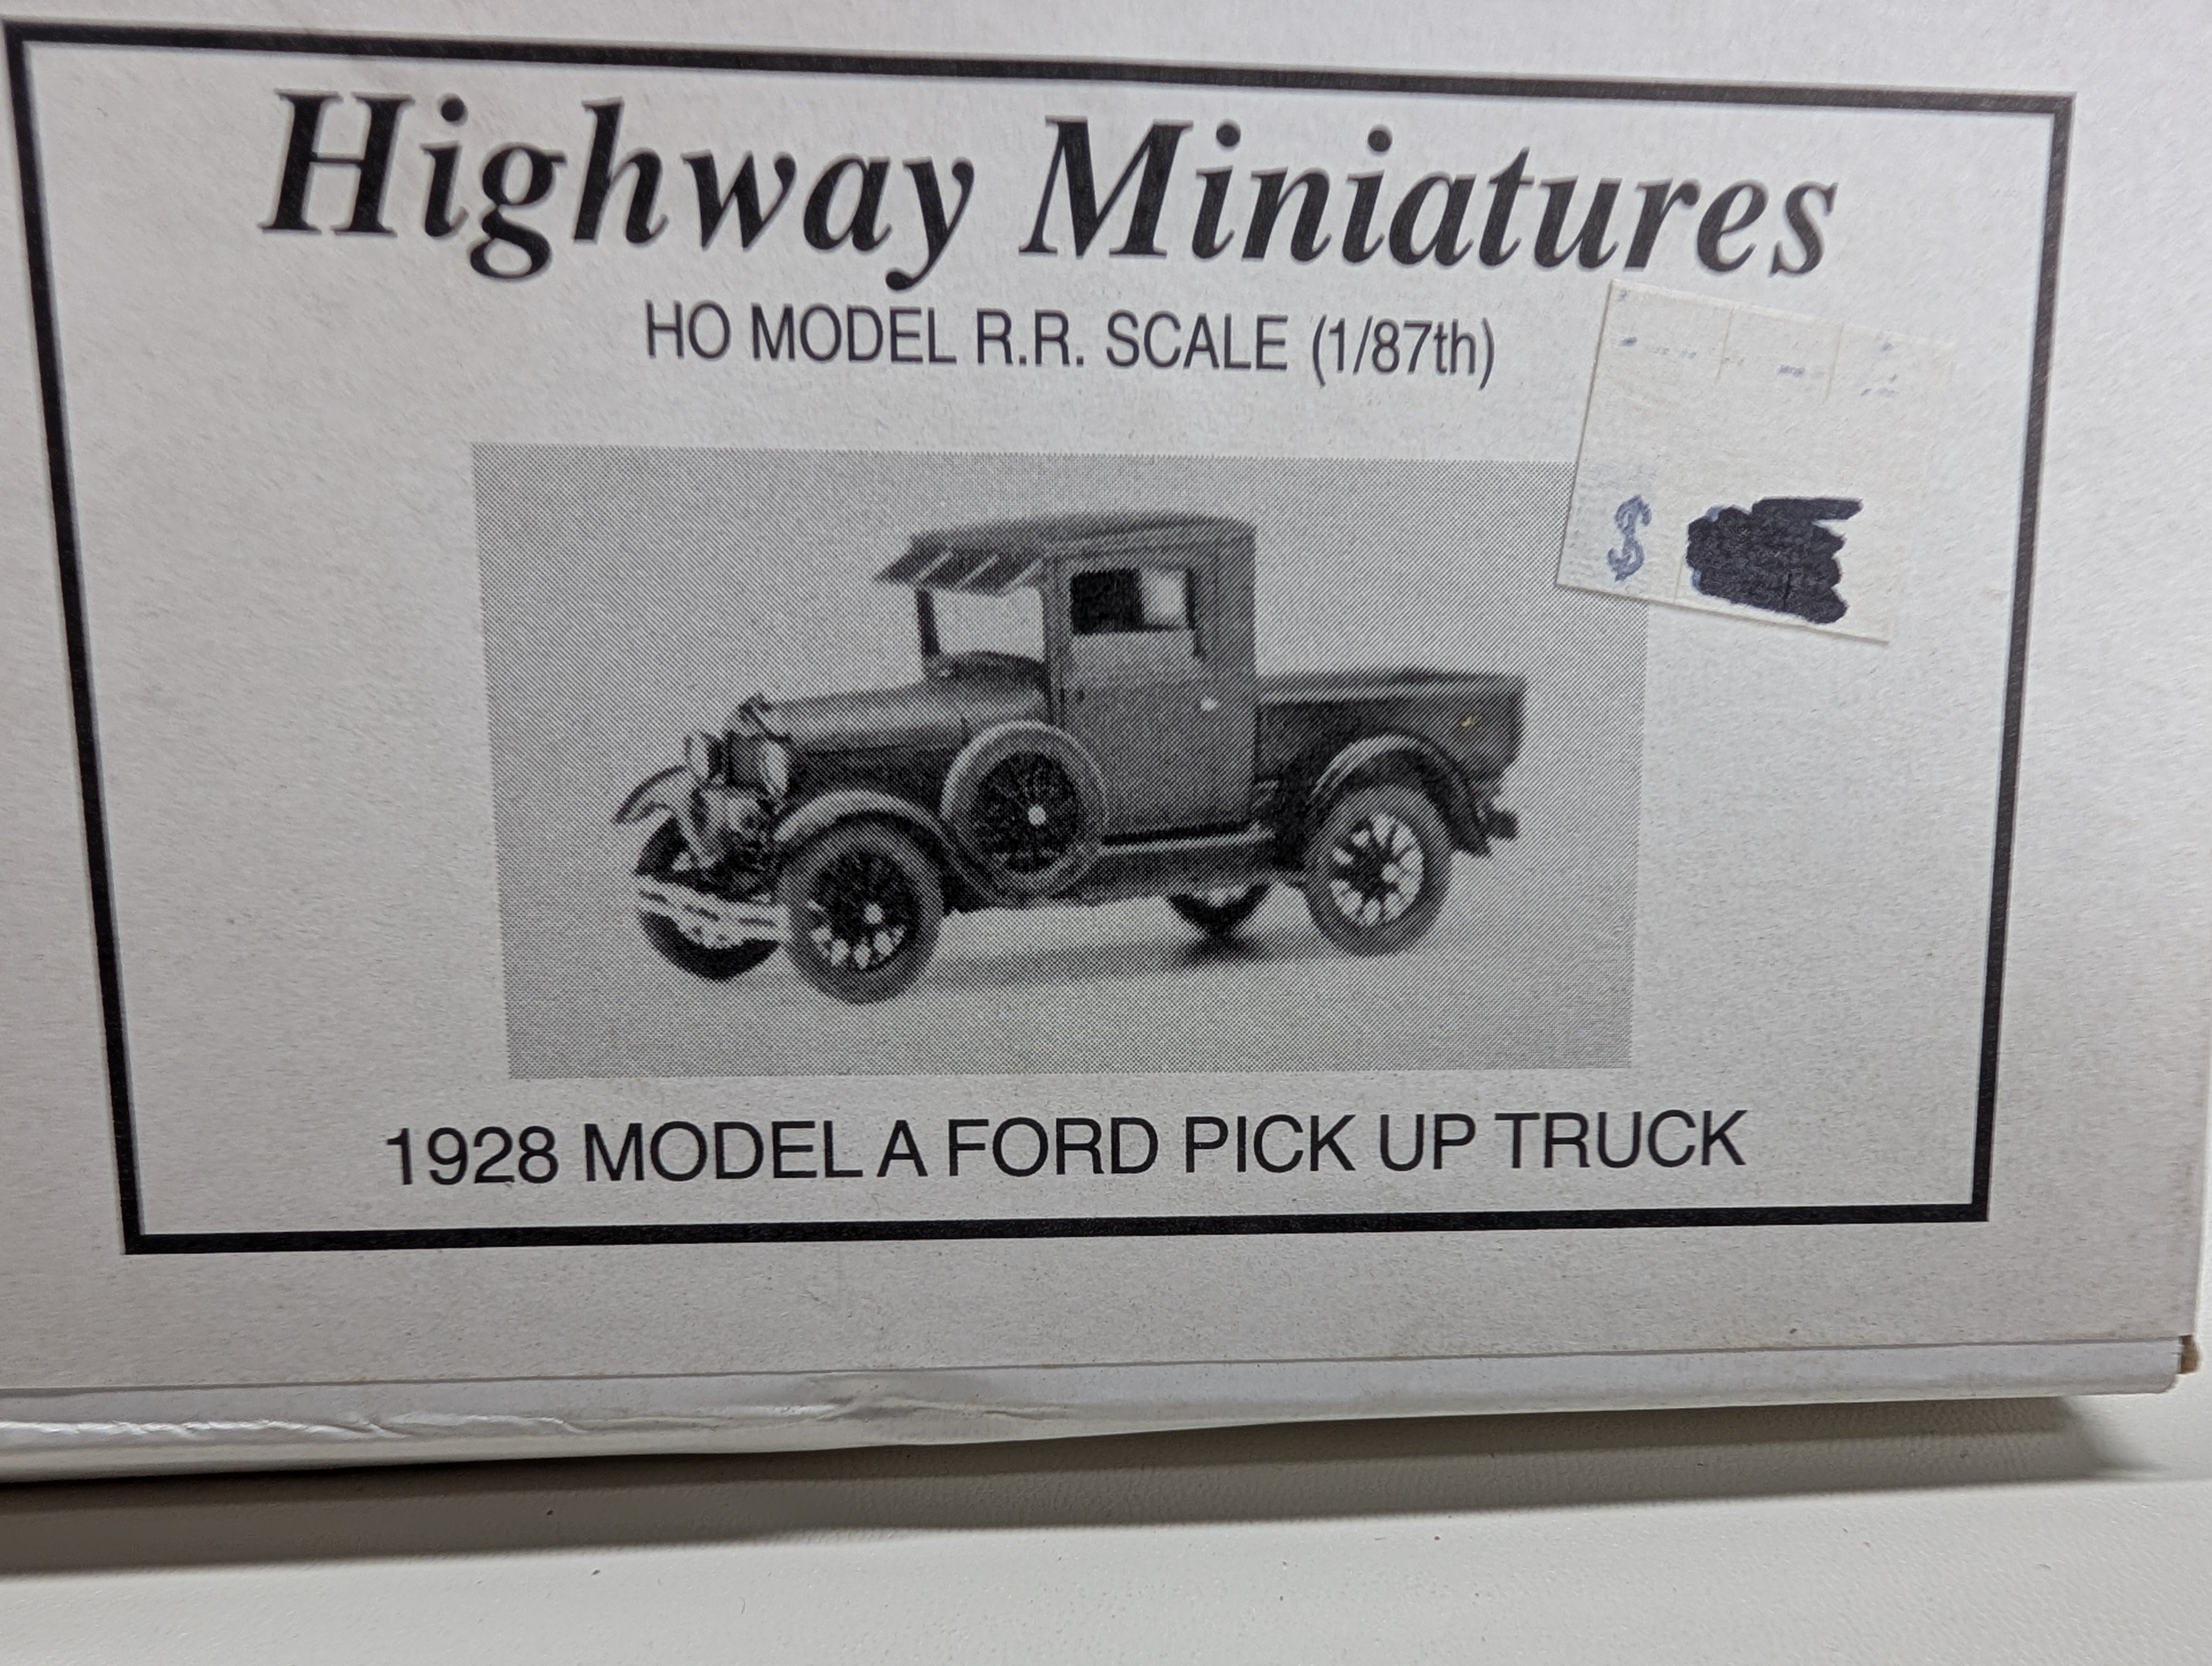 Highway Miniatures
HO MODEL R.R. SCALE (1/87th)
$
1928 MODEL A FORD PICK UP TRUCK